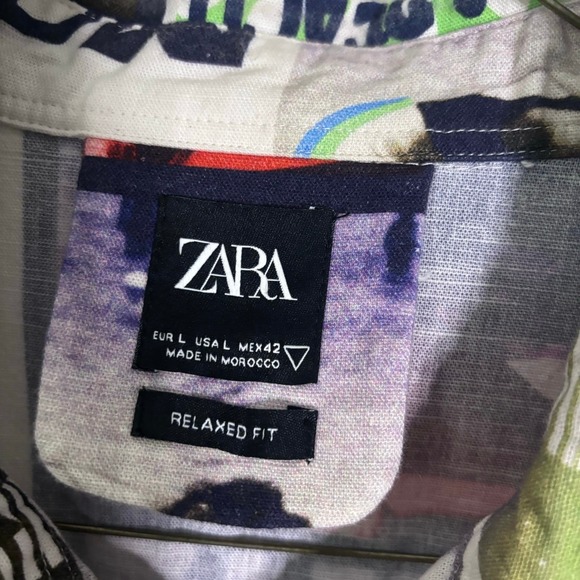 ZARA
EUR L USA L MEX42
MADE IN MOROCCO
RELAXED FIT